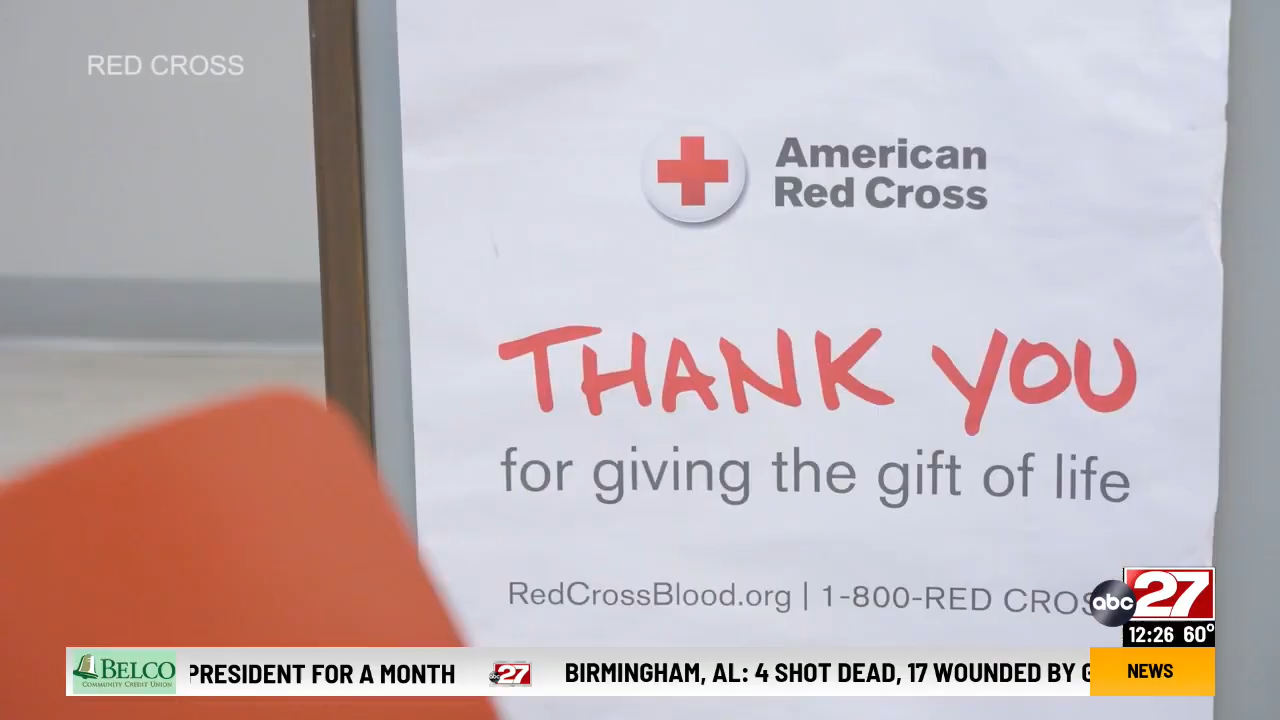 RED CROSS
American
Red Cross
THANK YOU
for giving the gift of life
RedCrossBlood.org | 1-800-RED CROS
abc 27
12:26 60°
BELCO
COMMUNITY CREDIT UNION
PRESIDENT FOR A MONTH
abc 27
BIRMINGHAM, AL: 4 SHOT DEAD, 17 WOUNDED BY
NEWS